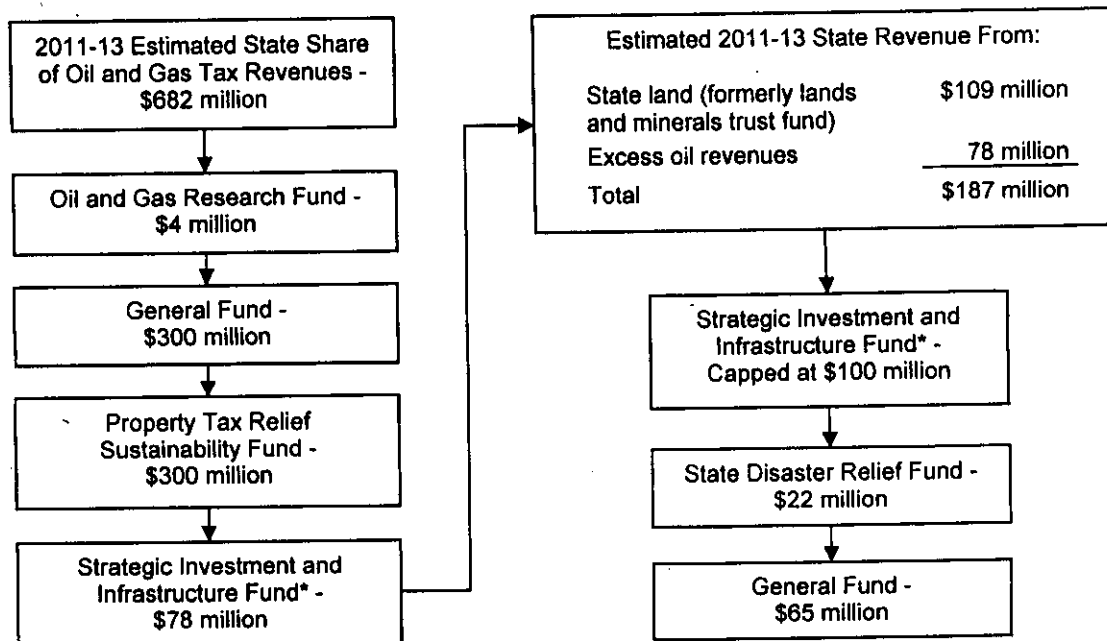 2011-13 Estimated State Share
of Oil and Gas Tax Revenues -
$682 million
Oil and Gas Research Fund -
$4 million
General Fund -
$300 million
Property Tax Relief
Sustainability Fund -
$300 million
Strategic Investment and
Infrastructure Fund* -
$78 million
Estimated 2011-13 State Revenue From:
State land (formerly lands $109 million
and minerals trust fund)
Excess oil revenues 78 million
Total $187 million
Strategic Investment and
Infrastructure Fund* -
Capped at $100 million
State Disaster Relief Fund -
$22 million
General Fund -
$65 million